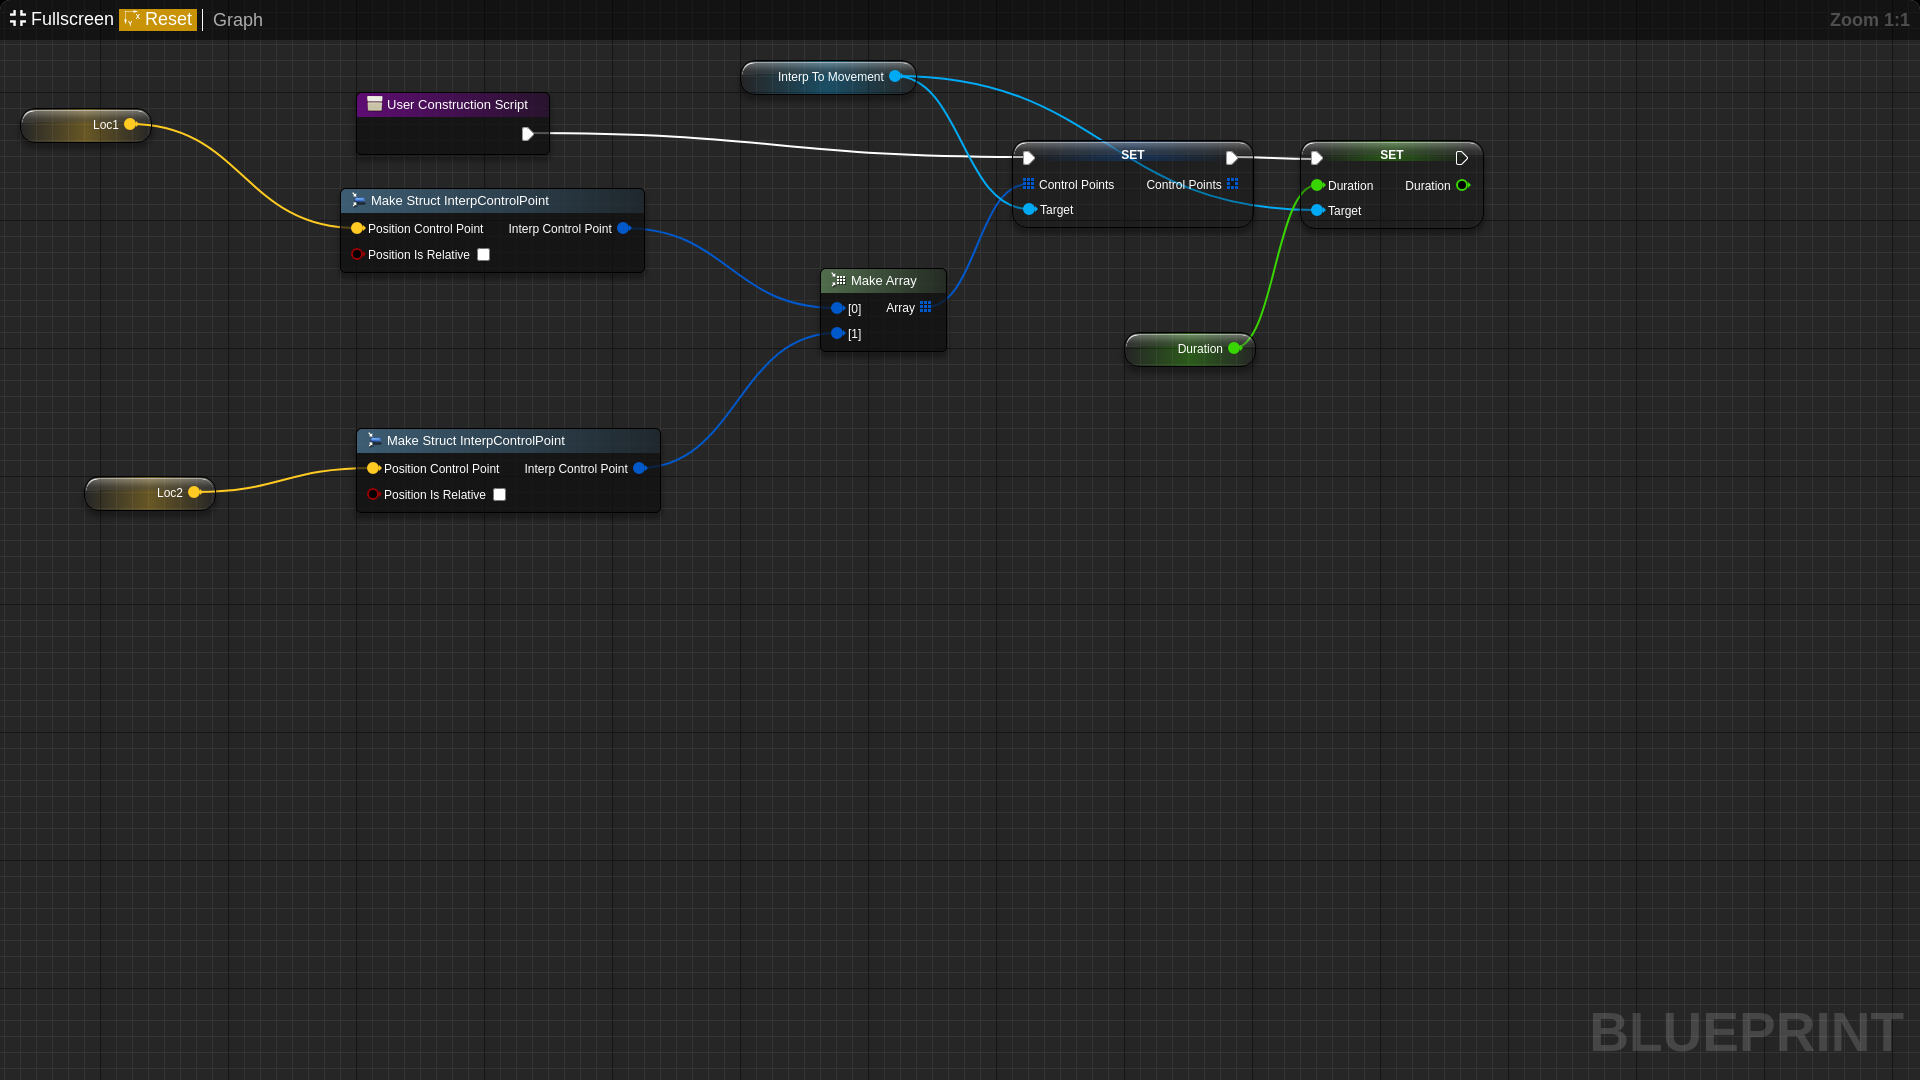 Fullscreen Reset Graph Zoom 1:1
Interp To Movement
User Construction Script
Loc1
SET
Control Points Control Points
Target
SET
Duration Duration
Target
Make Struct InterpControlPoint
Position Control Point Interp Control Point
Position Is Relative
Make Array
[0] Array
[1]
Duration
Make Struct InterpControlPoint
Position Control Point Interp Control Point
Position Is Relative
Loc2
BLUEPRINT